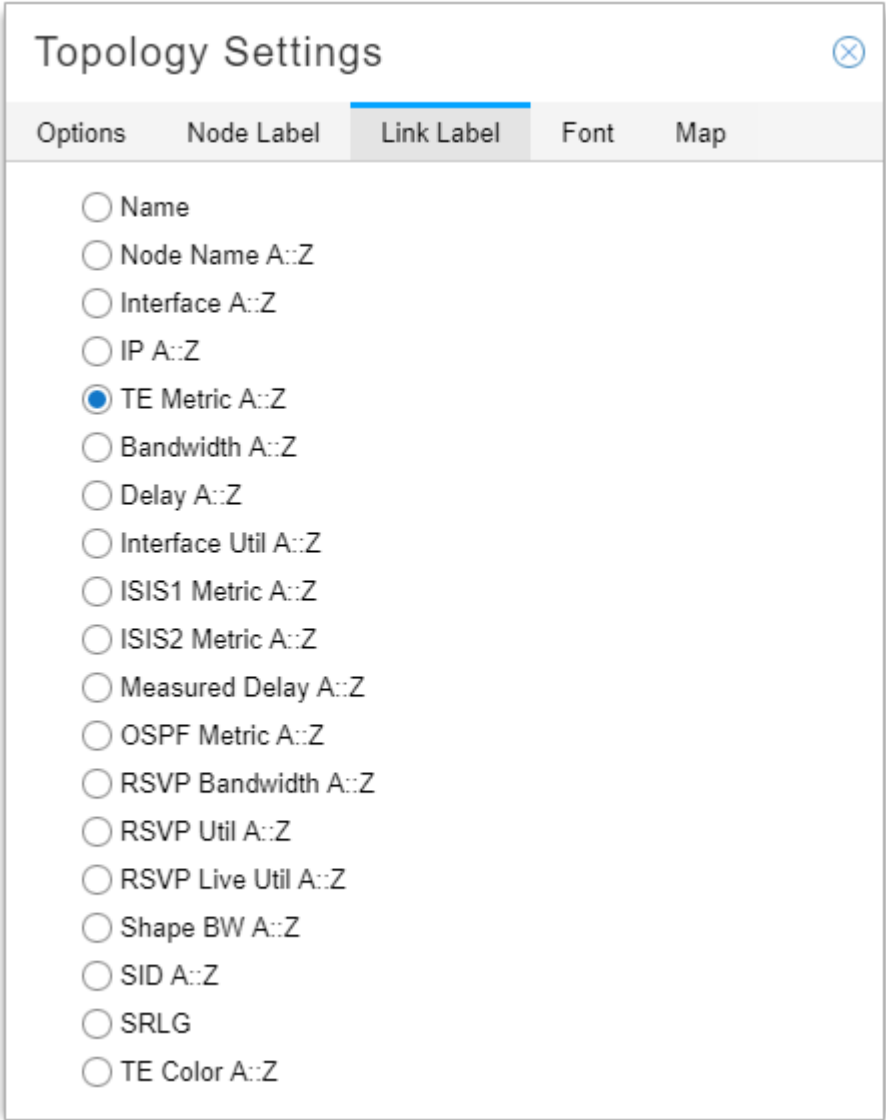 Topology Settings
Options Node Label Link Label Font Map
Name
Node Name A::Z
Interface A::Z
IP A::Z
TE Metric A::Z
Bandwidth A::Z
Delay A::Z
Interface Util A::Z
ISIS1 Metric A::Z
ISIS2 Metric A::Z
Measured Delay A::Z
OSPF Metric A::Z
RSVP Bandwidth A::Z
RSVP Util A::Z
RSVP Live Util A::Z
Shape BW A::Z
SID A::Z
SRLG
TE Color A::Z